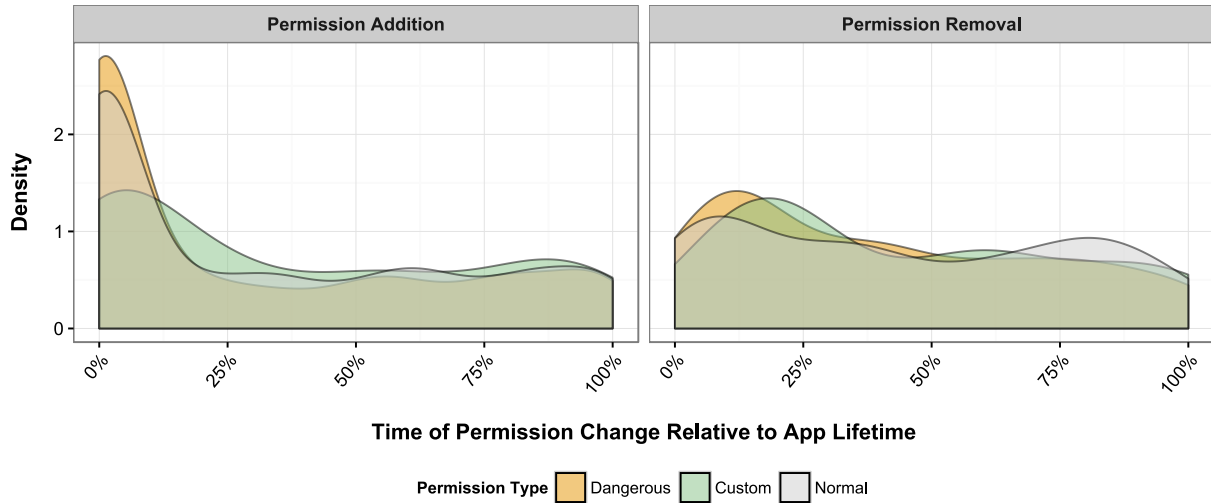 Permission Addition
Permission Removal
Density
2
1
0
0%
25%
50%
75%
100%
0%
25%
50%
75%
100%
Time of Permission Change Relative to App Lifetime
Permission Type Dangerous Custom Normal